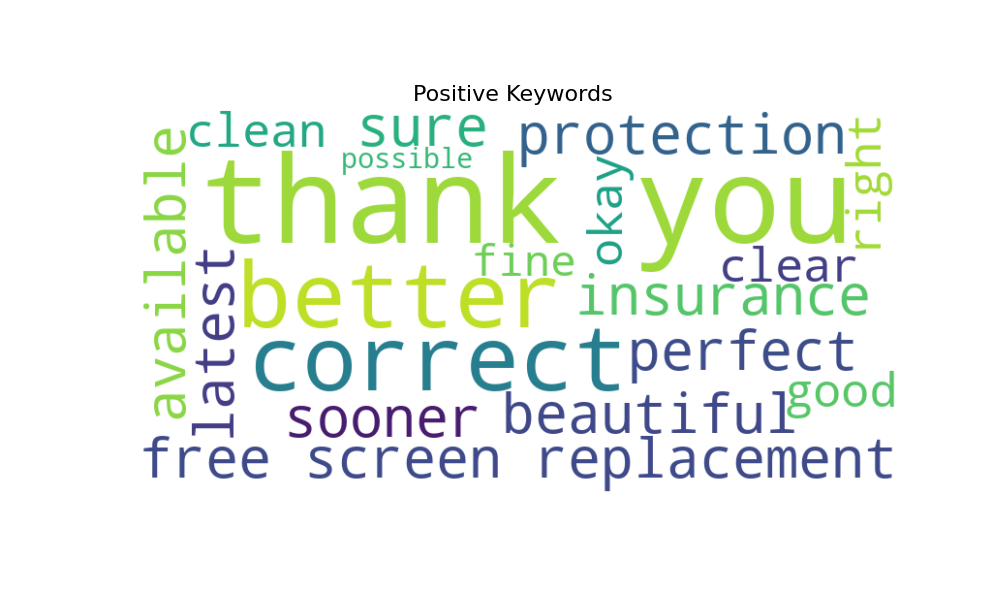 Positive Keywords
clean
sure
protection
possible
right
available
thank you
okay
fine
clear
latest
better
insurance
correct
perfect
good
sooner
beautiful
free screen replacement